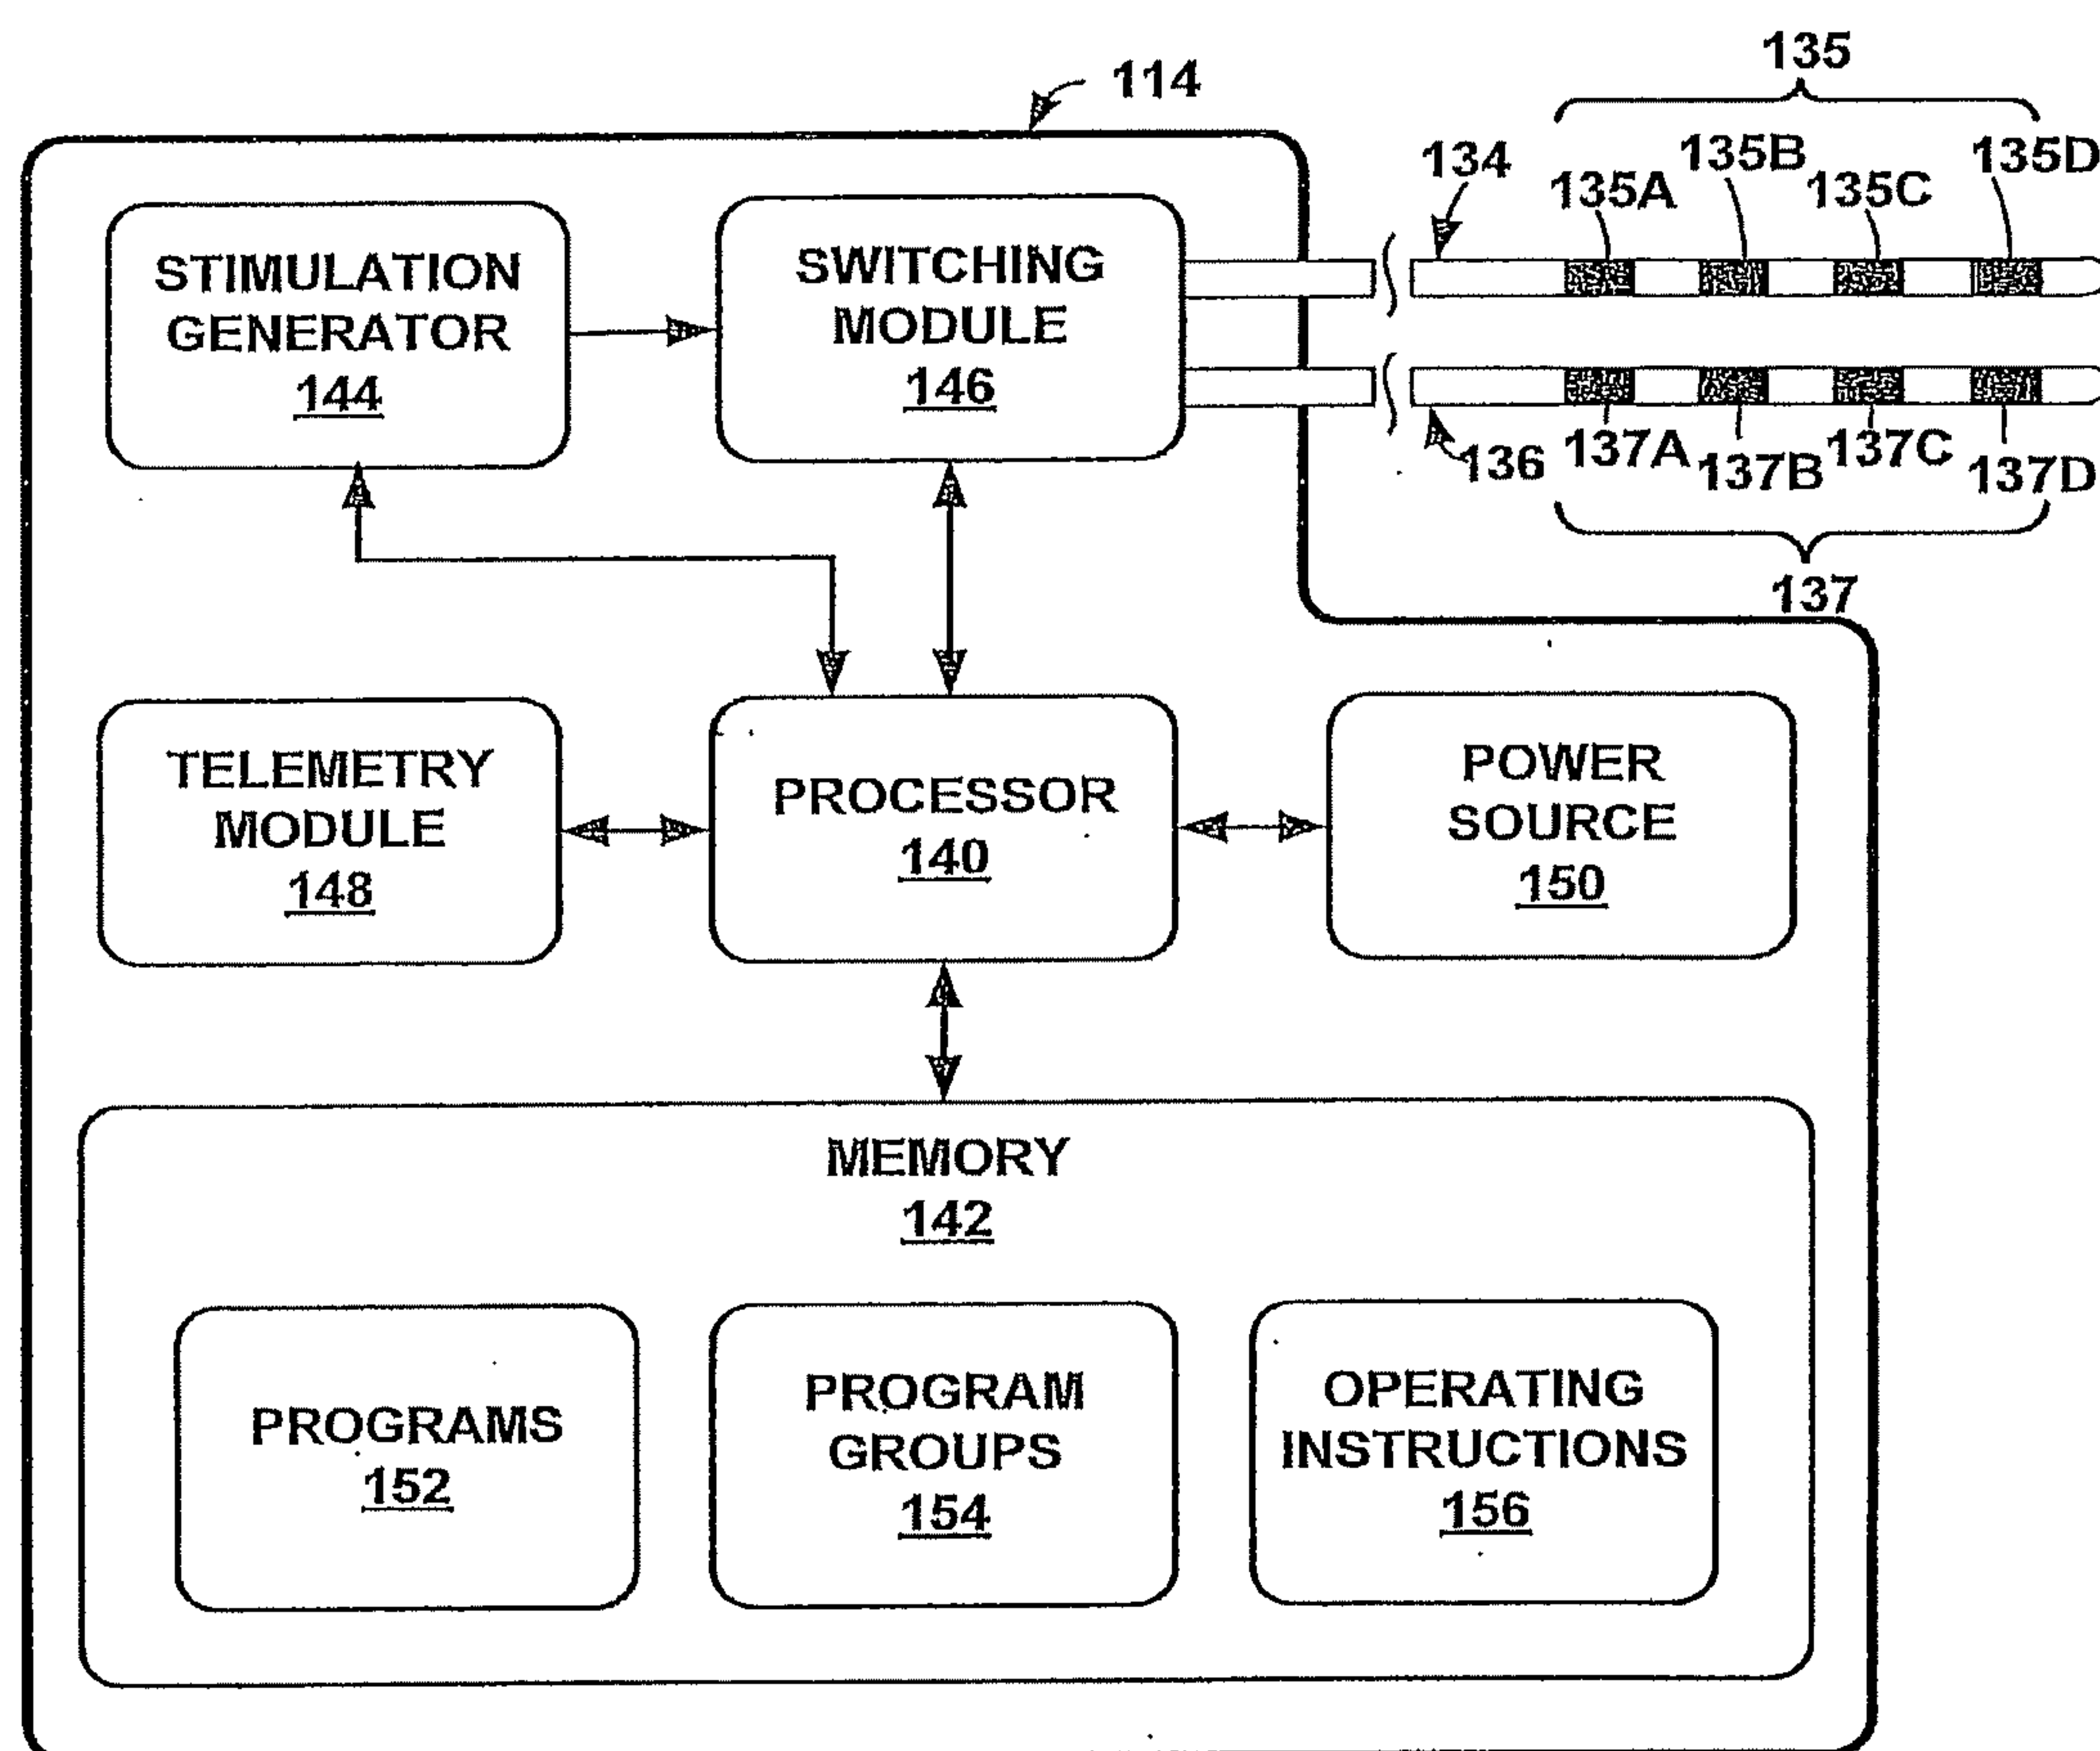 114
135
134
135A
135B
135C
135D
STIMULATION
GENERATOR
144
SWITCHING
MODULE
146
136
137A
137B
137C
137D
137
TELEMETRY
MODULE
148
PROCESSOR
140
POWER
SOURCE
150
MEMORY
142
PROGRAMS
152
PROGRAM
GROUPS
154
OPERATING
INSTRUCTIONS
156